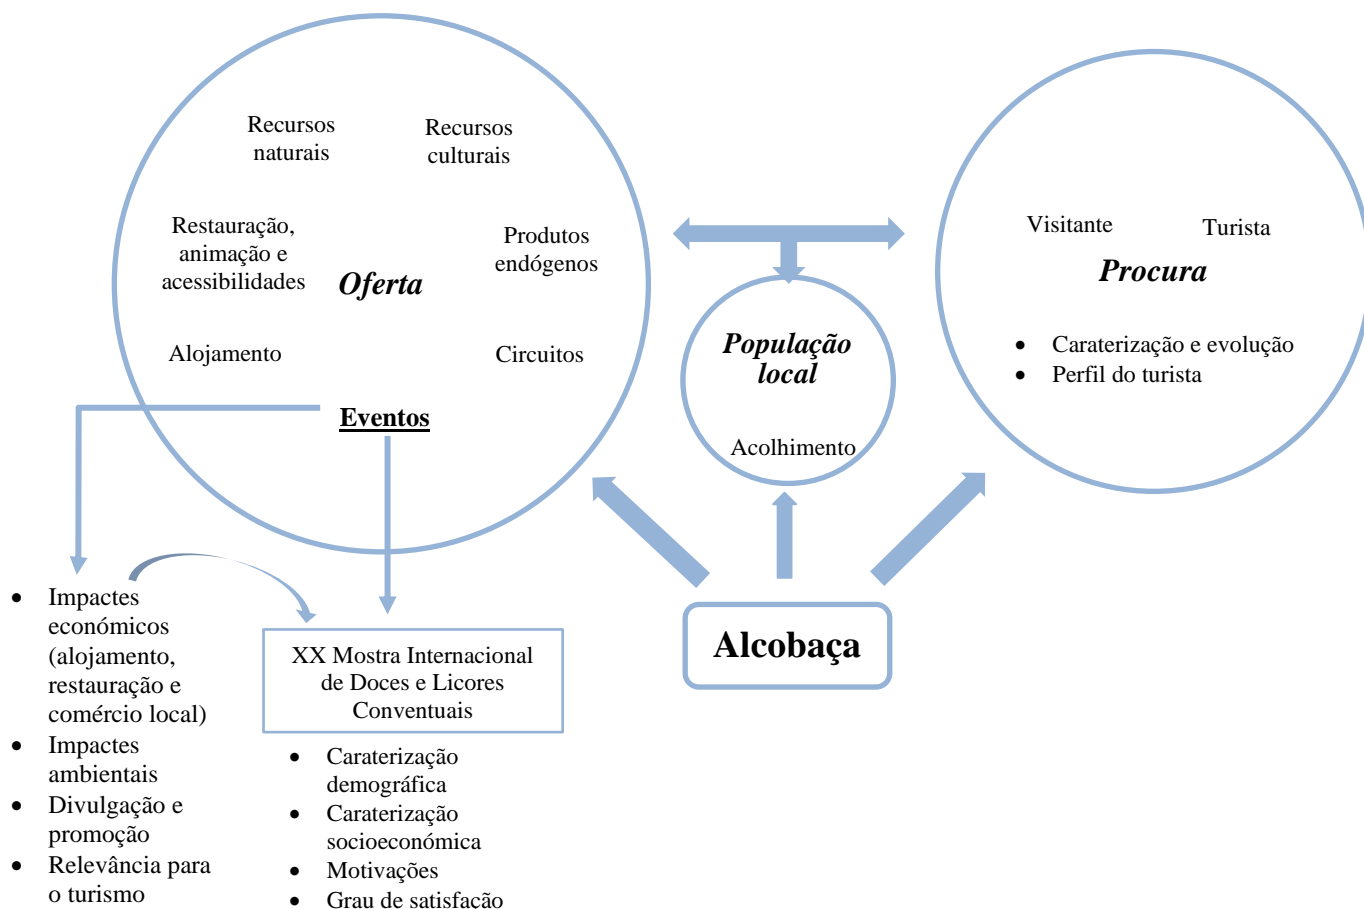 Recursos
naturais
Recursos
culturais
Restauração,
animação e
acessibilidades
Oferta
Produtos
endógenos
Alojamento
Circuitos
Eventos
População
local
Acolhimento
Visitante
Turista
Procura
• Caraterização e evolução
• Perfil do turista
Alcobaça
• Impactes
económicos
(alojamento,
restauração e
comércio local)
• Impactes
ambientais
• Divulgação e
promoção
• Relevância para
o turismo
XX Mostra Internacional
de Doces e Licores
Conventuais
• Caraterização
demográfica
• Caraterização
socioeconómica
• Motivações
• Grau de satisfação